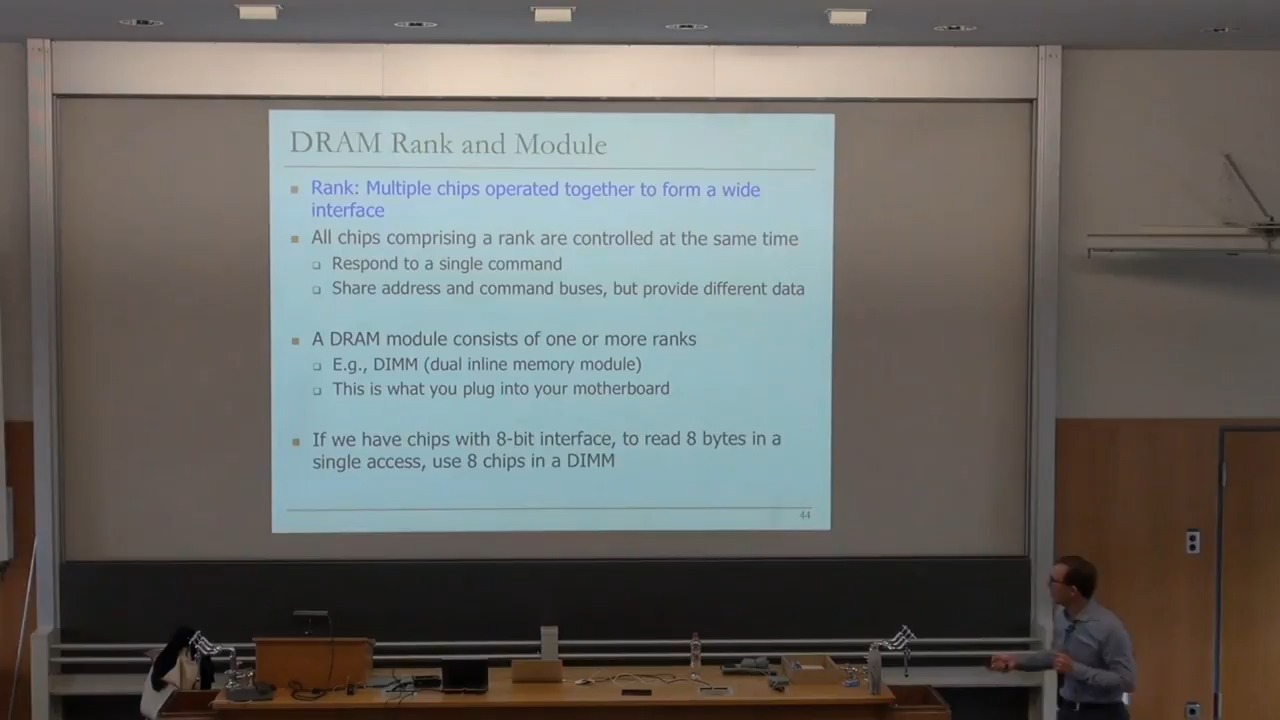 DRAM Rank and Module
Rank: Multiple chips operated together to form a wide
interface
All chips comprising a rank are controlled at the same time
Respond to a single command
Share address and command buses, but provide different data
A DRAM module consists of one or more ranks
E.g., DIMM (dual inline memory module)
This is what you plug into your motherboard
If we have chips with 8-bit interface, to read 8 bytes in a
single access, use 8 chips in a DIMM
44